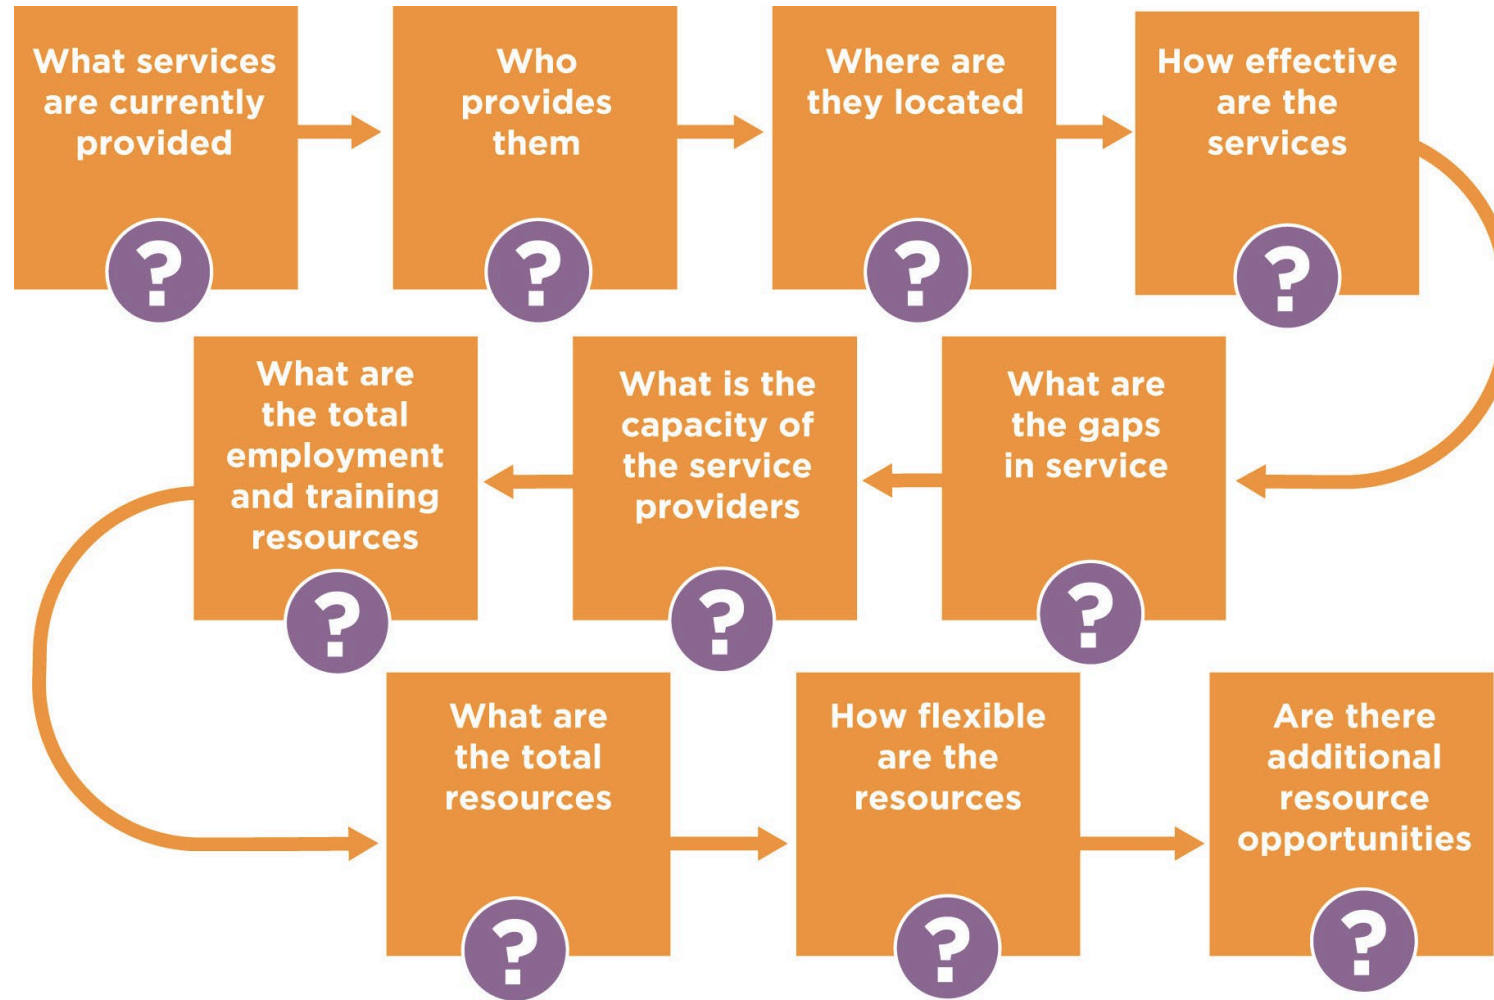 What services
are currently
provided
?
Who
provides
them
?
Where are
they located
?
How effective
are the
services
?
What are
the gaps
in service
?
What is the
capacity of
the service
providers
?
What are
the total
employment
and training
resources
?
What are
the total
resources
?
How flexible
are the
resources
?
Are there
additional
resource
opportunities
?